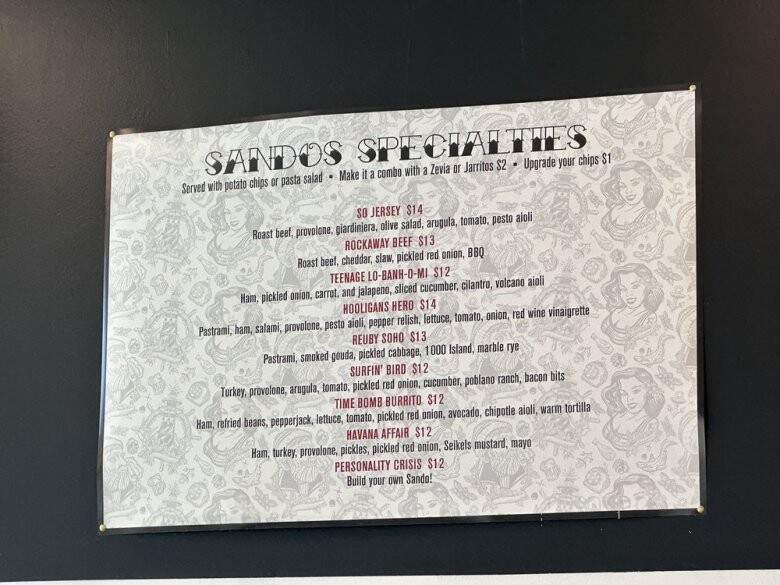 SANDOS SPECIALTIES
Served with potato chips or pasta salad • Make it a combo with a Zevia or Jarritos $2 • Upgrade your chips $1
SO JERSEY $14
Roast beef, provolone, giardiniera, olive salad, arugula, tomato, pesto aioli
ROCKAWAY BEEF $13
Roast beef, cheddar, slaw, pickled red onion, BBQ
TEENAGE LO-BANH-O-MI $12
Ham, pickled onion, carrot, and jalapeno, sliced cucumber, cilantro, volcano aioli
HOOLIGANS HERO $14
Pastrami, ham, salami, provolone, pesto aioli, pepper relish, lettuce, tomato, onion, red wine vinaigrette
REUBY SOHO $13
Pastrami, smoked gouda, pickled cabbage, 1000 Island, marble rye
SURFIN' BIRD $12
Turkey, provolone, arugula, tomato, pickled red onion, cucumber, poblano ranch, bacon bits
TIME BOMB BURRITO $12
Ham, refried beans, pepperjack, lettuce, tomato, pickled red onion, avocado, chipotle aioli, warm tortilla
HAVANA AFFAIR $12
Ham, turkey, provolone, pickles, pickled red onion, Seikels mustard, mayo
PERSONALITY CRISIS $12
Build your own Sando!